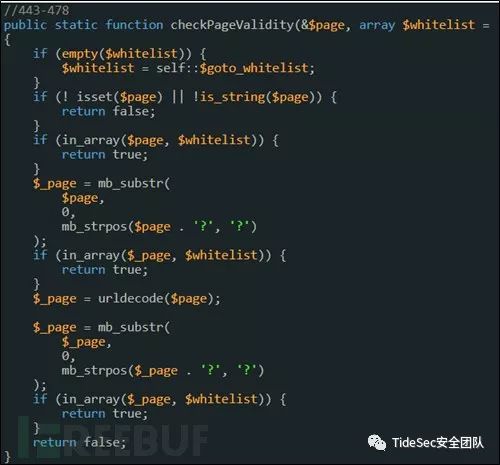 //443-478
public static function checkPageValidity(&$page, array $whitelist =
{
if (empty($whitelist)) {
$whitelist = self::$goto_whitelist;
}
if (! isset($page) || !is_string($page)) {
return false;
}
if (in_array($page, $whitelist)) {
return true;
}
$_page = mb_substr(
$page,
0,
mb_strpos($page . '?', '?')
);
if (in_array($_page, $whitelist)) {
return true;
}
$_page = urldecode($page);
$_page = mb_substr(
$_page,
0,
mb_strpos($_page . '?', '?')
);
if (in_array($_page, $whitelist)) {
return true;
}
return false;
}
FREEBUF
TideSec安全团队